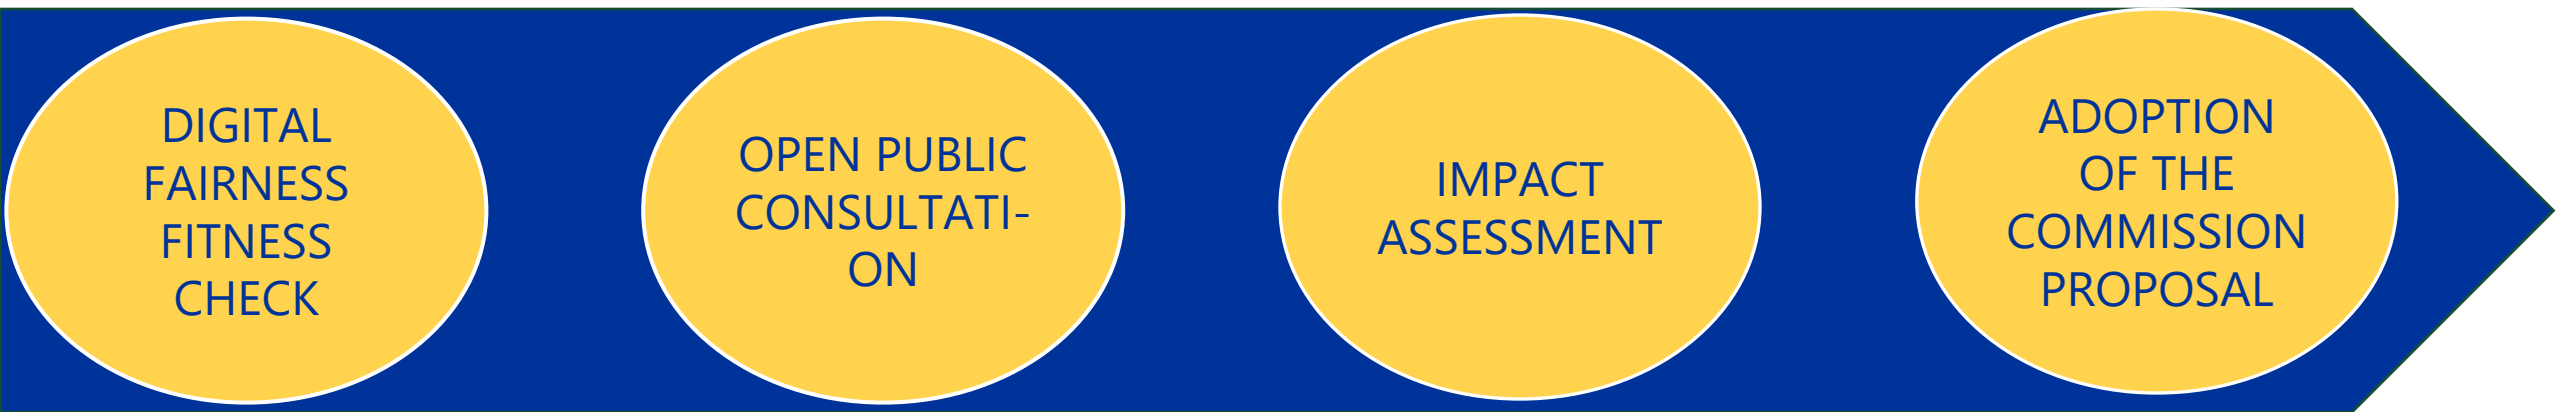 DIGITAL
FAIRNESS
FITNESS
CHECK
OPEN PUBLIC
CONSULTATI-
ON
IMPACT
ASSESSMENT
ADOPTION
OF THE
COMMISSION
PROPOSAL